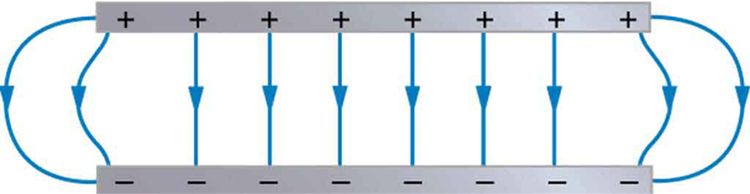 + + + + + + + +
− − − − − − − −